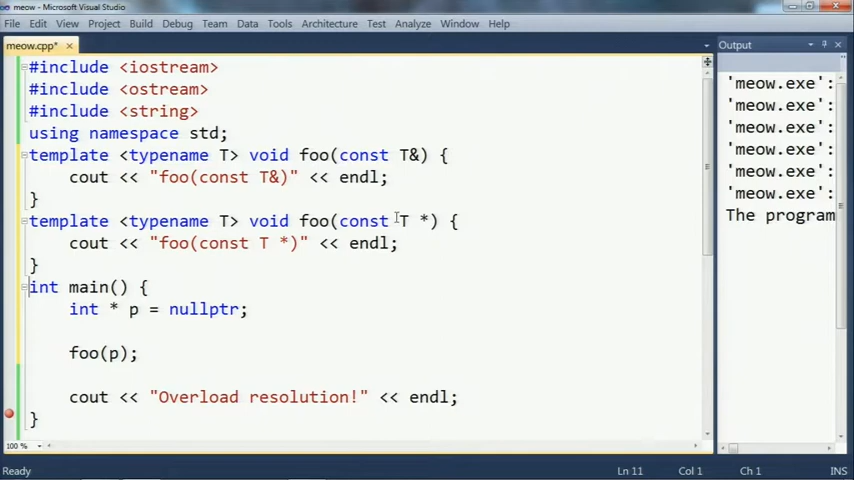 meow - Microsoft Visual Studio
File Edit View Project Build Debug Team Data Tools Architecture Test Analyze Window Help
meow.cpp*
#include <iostream>
#include <ostream>
#include <string>
using namespace std;
template <typename T> void foo(const T&) {
cout << "foo(const T&)" << endl;
}
template <typename T> void foo(const T *) {
cout << "foo(const T *)" << endl;
}
int main() {
int * p = nullptr;
foo(p);
cout << "Overload resolution!" << endl;
}
100 %
Output
'meow.exe':
'meow.exe':
'meow.exe':
'meow.exe':
'meow.exe':
'meow.exe':
The program
Ready Ln 11 Col 1 Ch 1 INS